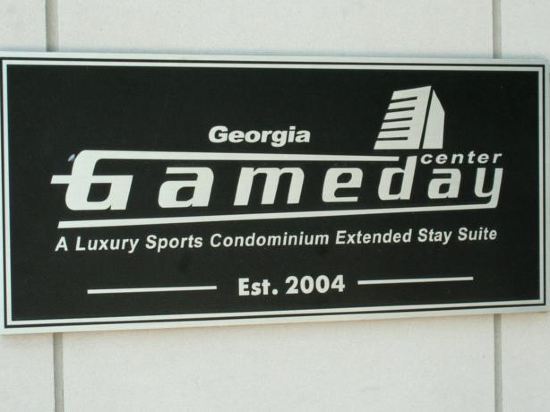 Georgia
Gameday
center
A Luxury Sports Condominium Extended Stay Suite
Est. 2004